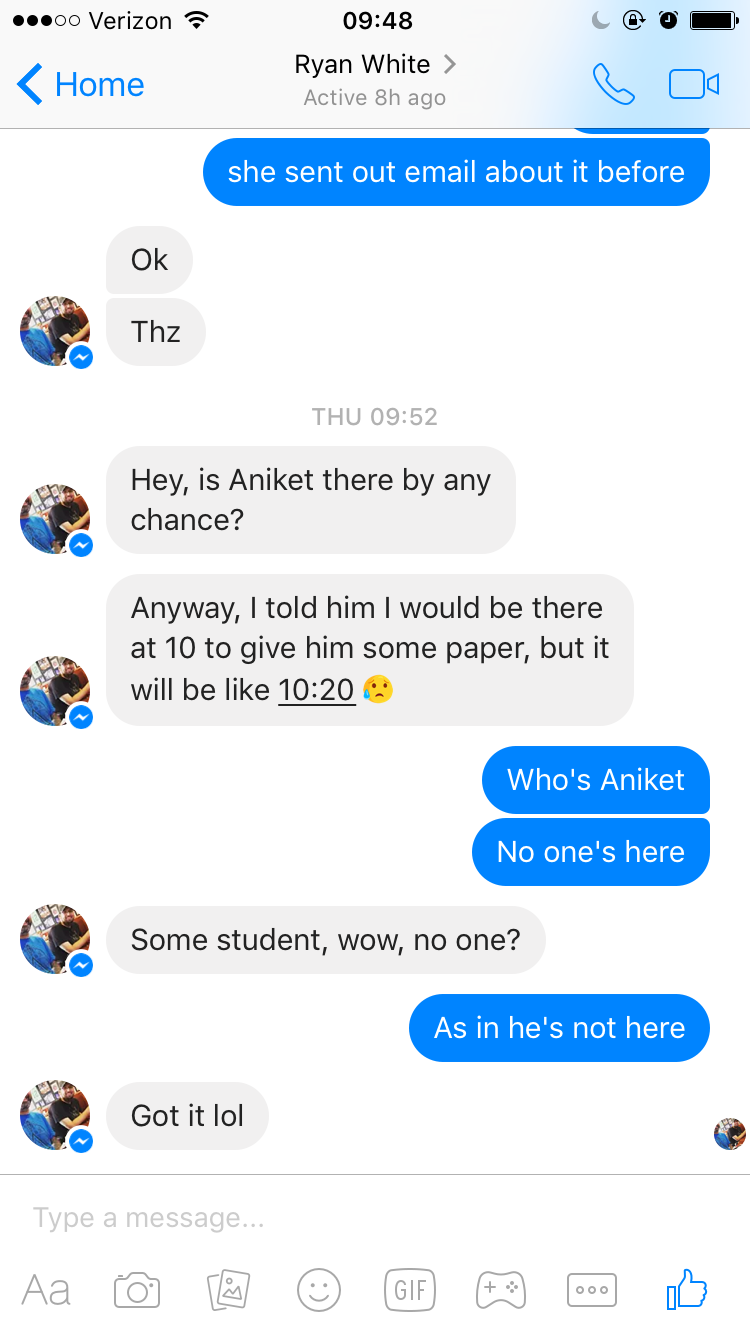 Verizon 09:48
Home
Ryan White
Active 8h ago
she sent out email about it before
Ok
Thz
THU 09:52
Hey, is Aniket there by any
chance?
Anyway, I told him I would be there
at 10 to give him some paper, but it
will be like 10:20 😥
Who's Aniket
No one's here
Some student, wow, no one?
As in he's not here
Got it lol
Type a message...
Aa GIF